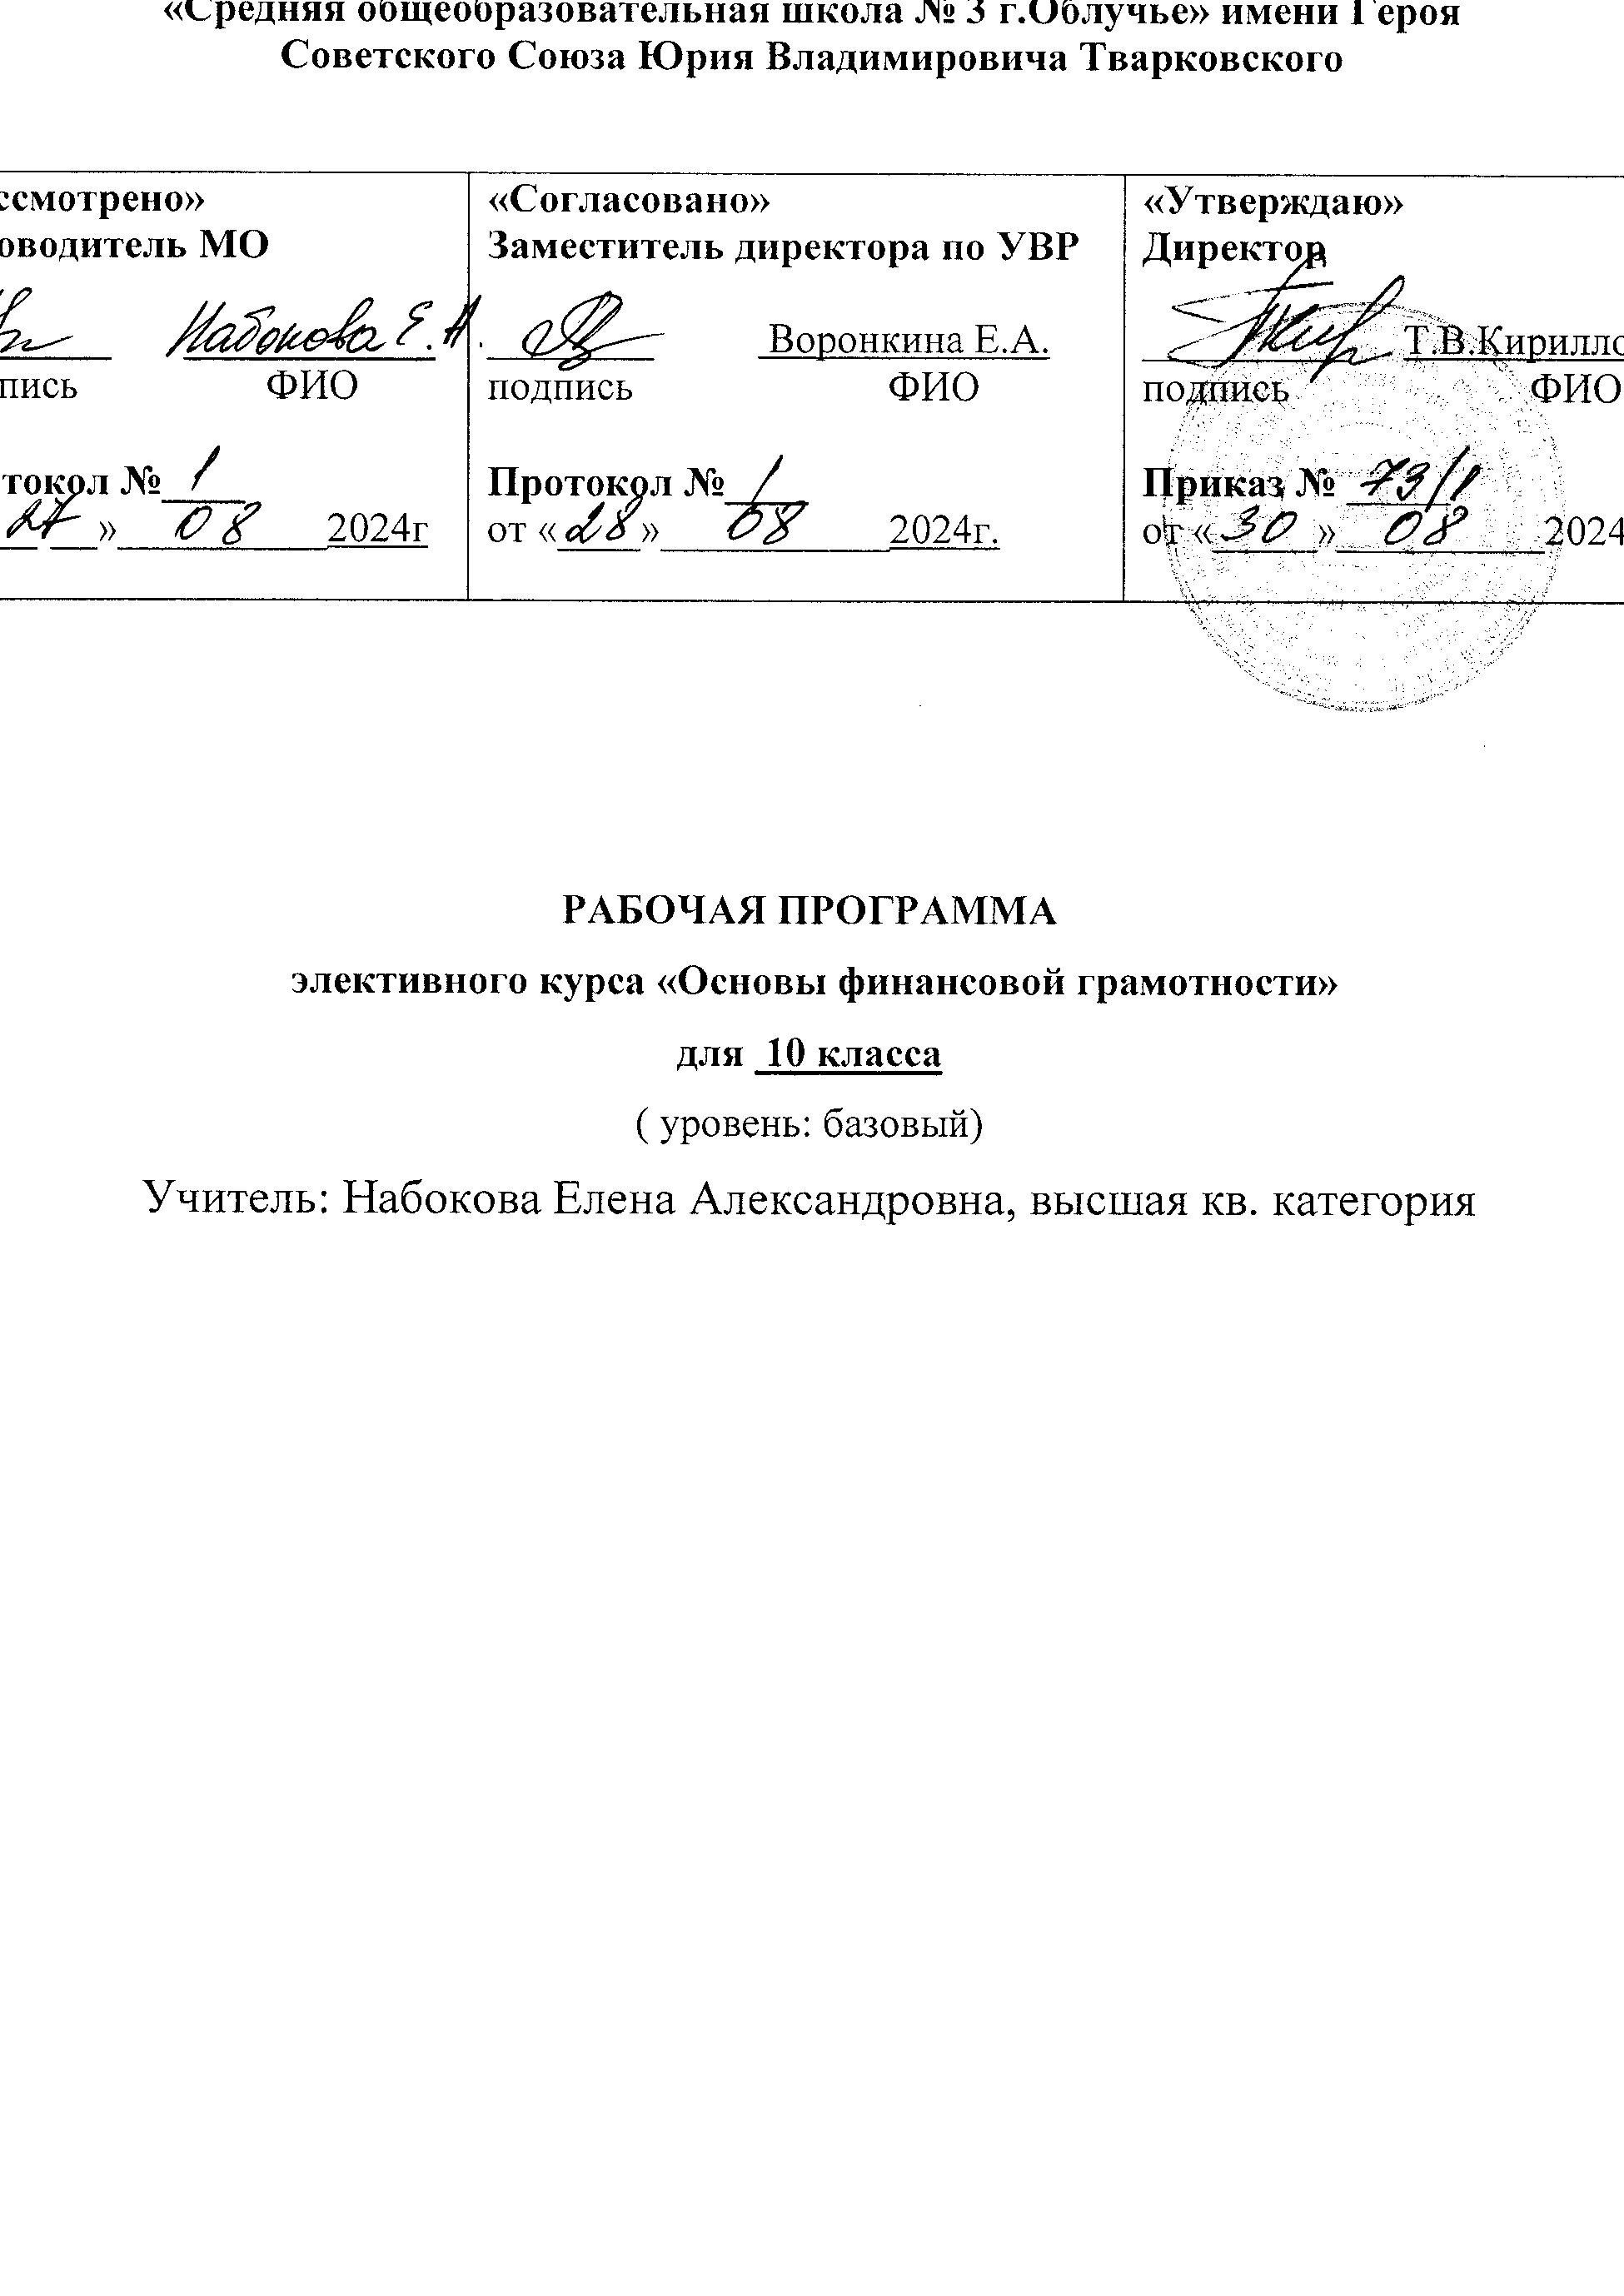 «Средняя общеобразовательная школа № 3 г.Облучье» имени Героя
Советского Союза Юрия Владимировича Тварковского
ссмотрено»
оводитель МО
Набокова Е.А.
пись ФИО
токол № 1
27 » 08 2024г
«Согласовано»
Заместитель директора по УВР
Воронкина Е.А.
подпись ФИО
Протокол № 1
от «28» 08 2024г.
«Утверждаю»
Директор
Т.В.Кирилло
подпись ФИО
Приказ № 73/1
от «30» 08 2024
РАБОЧАЯ ПРОГРАММА
элективного курса «Основы финансовой грамотности»
для 10 класса
( уровень: базовый)
Учитель: Набокова Елена Александровна, высшая кв. категория